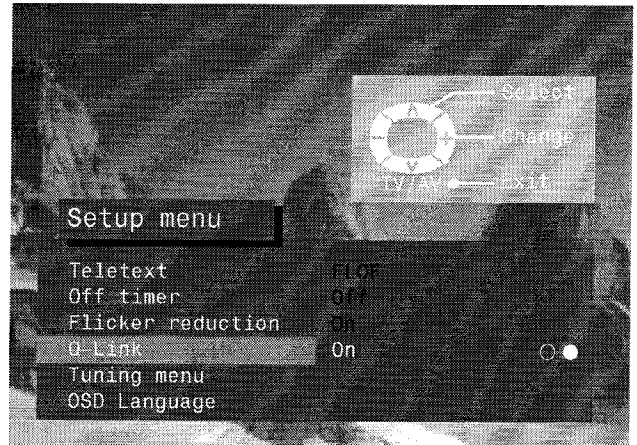 Select
Change
TV/AV Exit
Setup menu
Teletext FLOF
Off timer Off
Flicker reduction On
Q Link On
Tuning menu
OSD Language